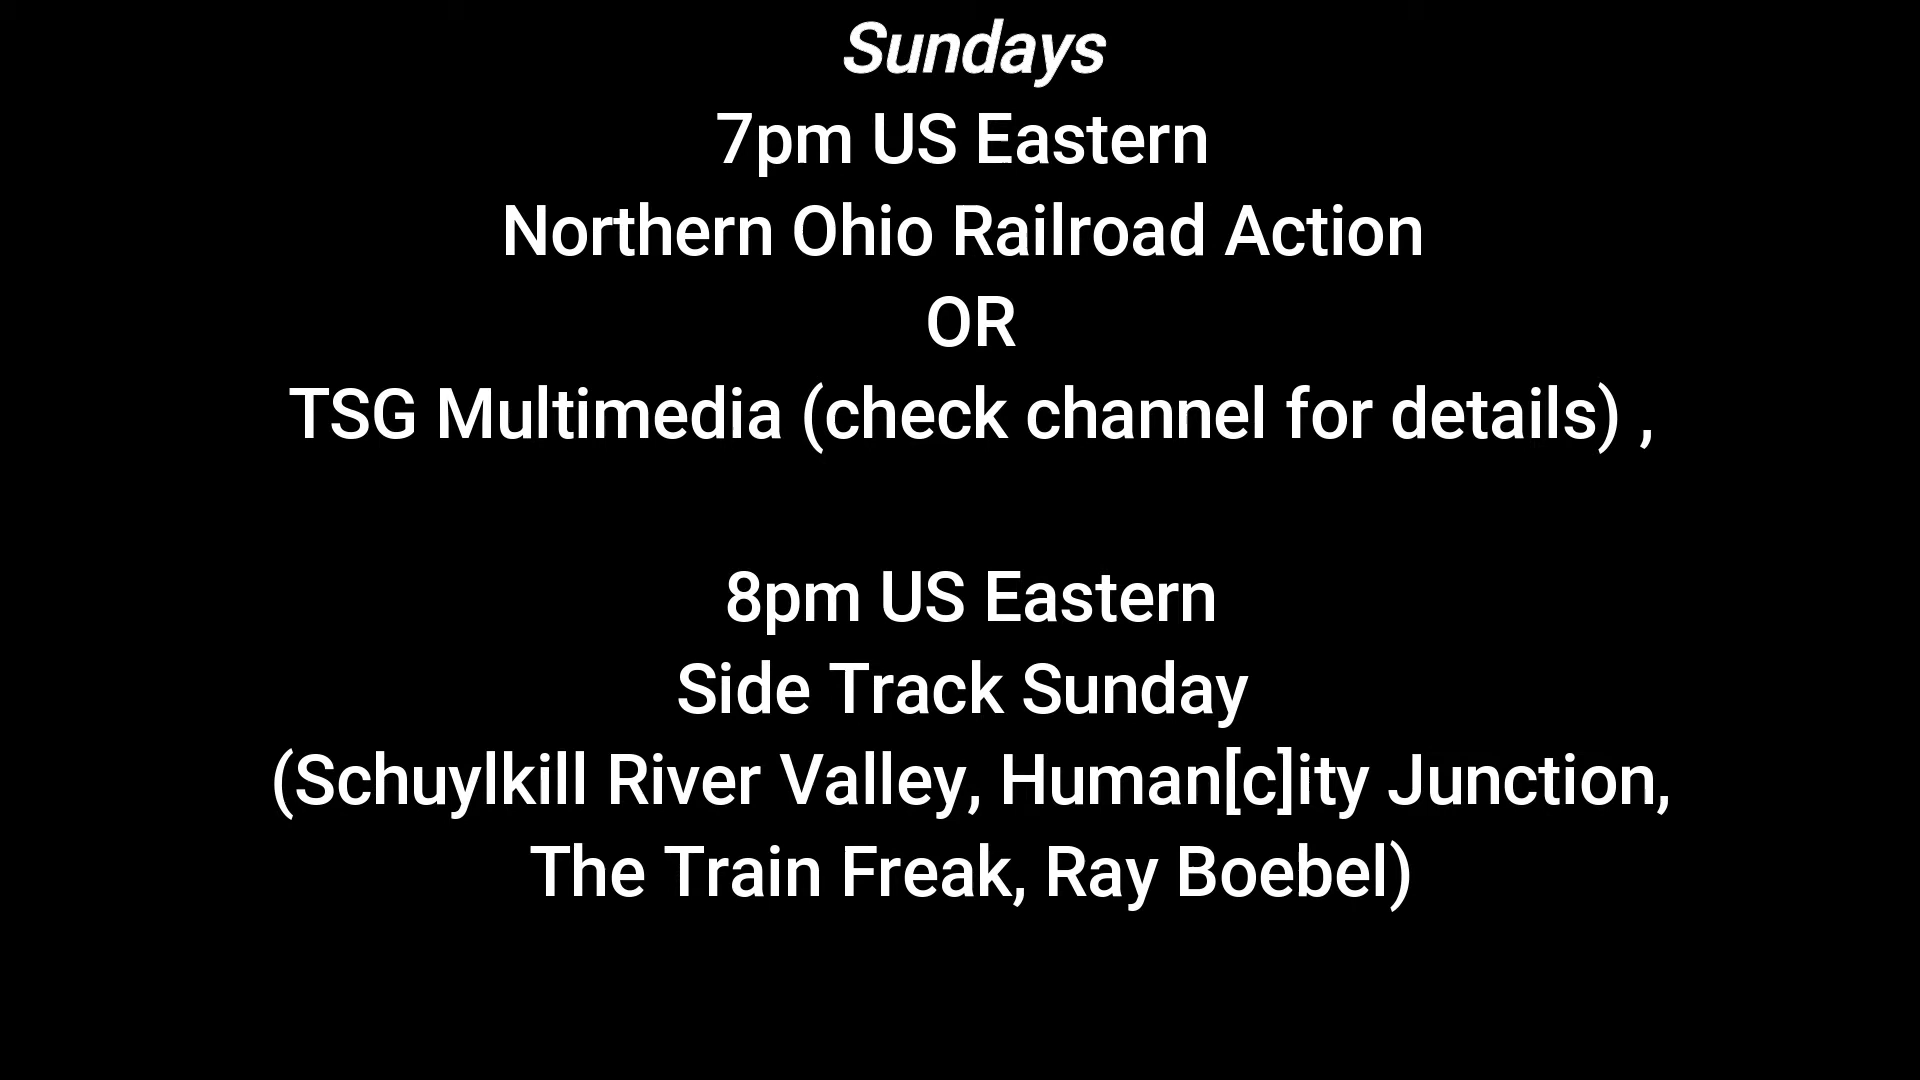 Sundays
7pm US Eastern
Northern Ohio Railroad Action
OR
TSG Multimedia (check channel for details) ,
8pm US Eastern
Side Track Sunday
(Schuylkill River Valley, Human[c]ity Junction,
The Train Freak, Ray Boebel)